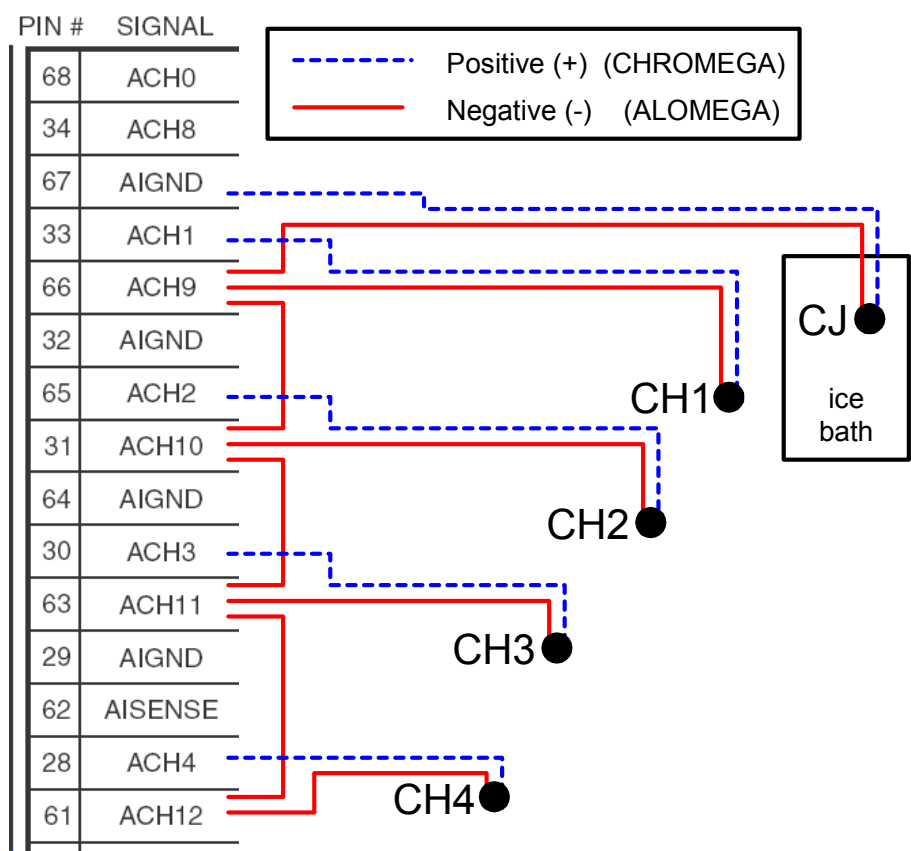 PIN # SIGNAL
Positive (+) (CHROMEGA)
Negative (-) (ALOMEGA)
68 ACH0
34 ACH8
67 AIGND
33 ACH1
66 ACH9
32 AIGND
65 ACH2
31 ACH10
64 AIGND
30 ACH3
63 ACH11
29 AIGND
62 AISENSE
28 ACH4
61 ACH12
CJ
ice
bath
CH1
CH2
CH3
CH4